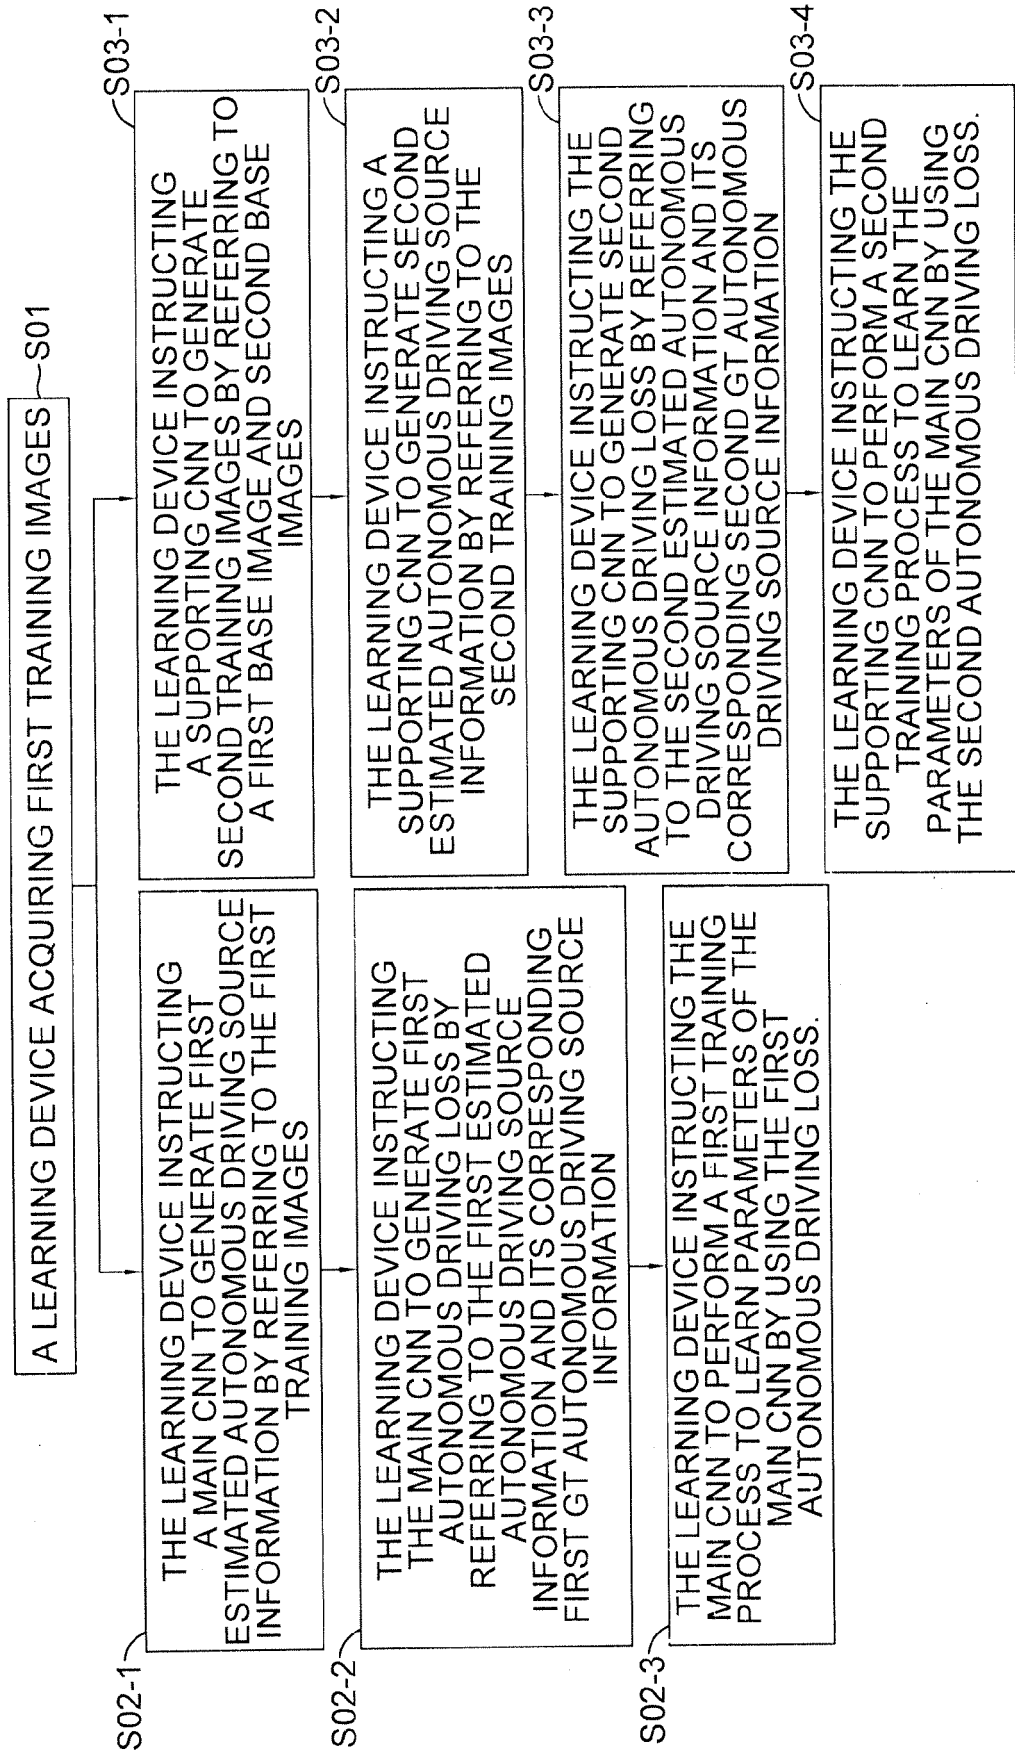 A LEARNING DEVICE ACQUIRING FIRST TRAINING IMAGES
S01
S02-1
THE LEARNING DEVICE INSTRUCTING
A MAIN CNN TO GENERATE FIRST
ESTIMATED AUTONOMOUS DRIVING SOURCE
INFORMATION BY REFERRING TO THE FIRST
TRAINING IMAGES
S02-2
THE LEARNING DEVICE INSTRUCTING
THE MAIN CNN TO GENERATE FIRST
AUTONOMOUS DRIVING LOSS BY
REFERRING TO THE FIRST ESTIMATED
AUTONOMOUS DRIVING SOURCE
INFORMATION AND ITS CORRESPONDING
FIRST GT AUTONOMOUS DRIVING SOURCE
INFORMATION
S02-3
THE LEARNING DEVICE INSTRUCTING THE
MAIN CNN TO PERFORM A FIRST TRAINING
PROCESS TO LEARN PARAMETERS OF THE
MAIN CNN BY USING THE FIRST
AUTONOMOUS DRIVING LOSS.
S03-1
THE LEARNING DEVICE INSTRUCTING
A SUPPORTING CNN TO GENERATE
SECOND TRAINING IMAGES BY REFERRING TO
A FIRST BASE IMAGE AND SECOND BASE
IMAGES
S03-2
THE LEARNING DEVICE INSTRUCTING A
SUPPORTING CNN TO GENERATE SECOND
ESTIMATED AUTONOMOUS DRIVING SOURCE
INFORMATION BY REFERRING TO THE
SECOND TRAINING IMAGES
S03-3
THE LEARNING DEVICE INSTRUCTING THE
SUPPORTING CNN TO GENERATE SECOND
AUTONOMOUS DRIVING LOSS BY REFERRING
TO THE SECOND ESTIMATED AUTONOMOUS
DRIVING SOURCE INFORMATION AND ITS
CORRESPONDING SECOND GT AUTONOMOUS
DRIVING SOURCE INFORMATION
S03-4
THE LEARNING DEVICE INSTRUCTING THE
SUPPORTING CNN TO PERFORM A SECOND
TRAINING PROCESS TO LEARN THE
PARAMETERS OF THE MAIN CNN BY USING
THE SECOND AUTONOMOUS DRIVING LOSS.